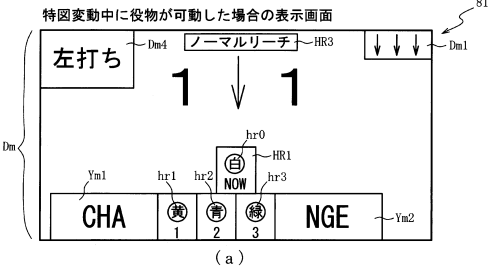 特図変動中に役物が可動した場合の表示画面
81
左打ち
Dm4
ノーマルリーチ
HR3
Dm1
1
1
Dm
hr0
白
NOW
HR1
Ym1
hr1
hr2
hr3
CHA
黄
青
緑
NGE
1
2
3
Ym2
(a)